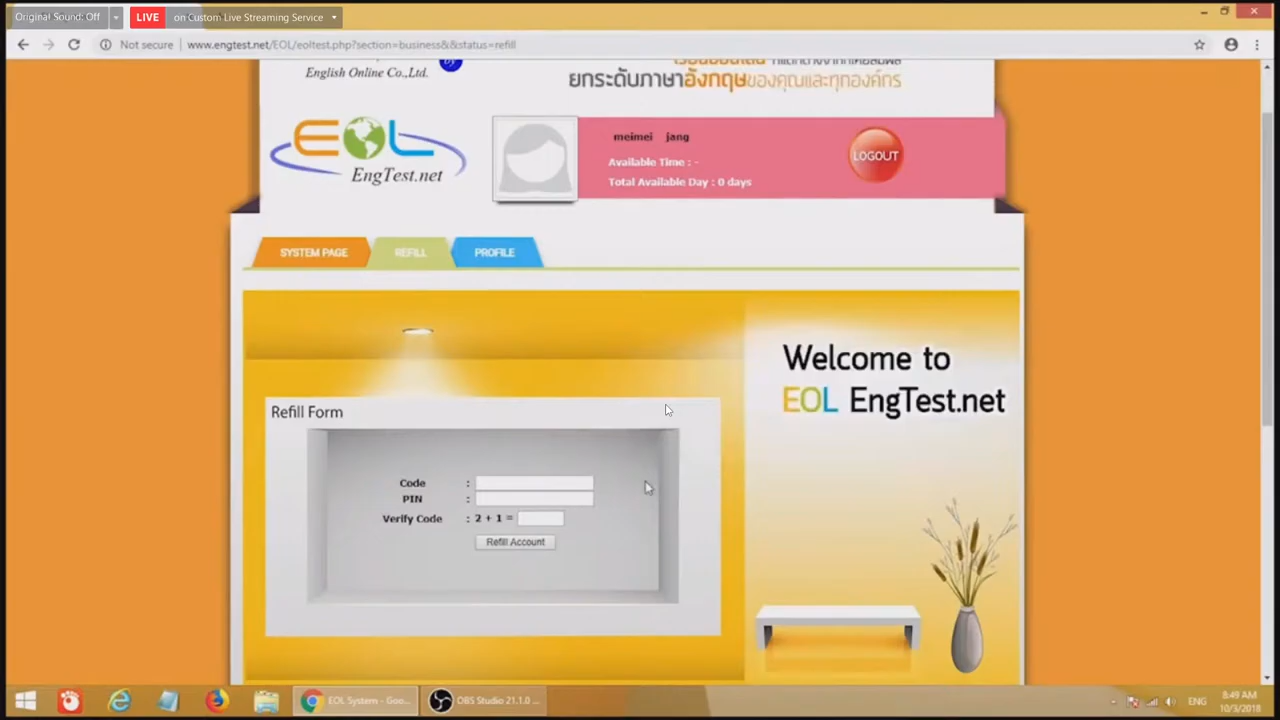 Original Sound: Off
LIVE on Custom Live Streaming Service
Not secure www.engtest.net/EOL/eoltest.php?section=business&&status=refill
English Online Co.,Ltd. by
ยกระดับภาษาอังกฤษของคุณและทุกองค์กร
EOL
EngTest.net
meimei jang
Available Time : -
Total Available Day : 0 days
LOGOUT
SYSTEM PAGE REFILL PROFILE
Welcome to
EOL EngTest.net
Refill Form
Code :
PIN :
Verify Code : 2 + 1 =
Refill Account
EOL System - Goo...
OBS Studio 21.1.0 ...
ENG
8:49 AM
10/3/2018